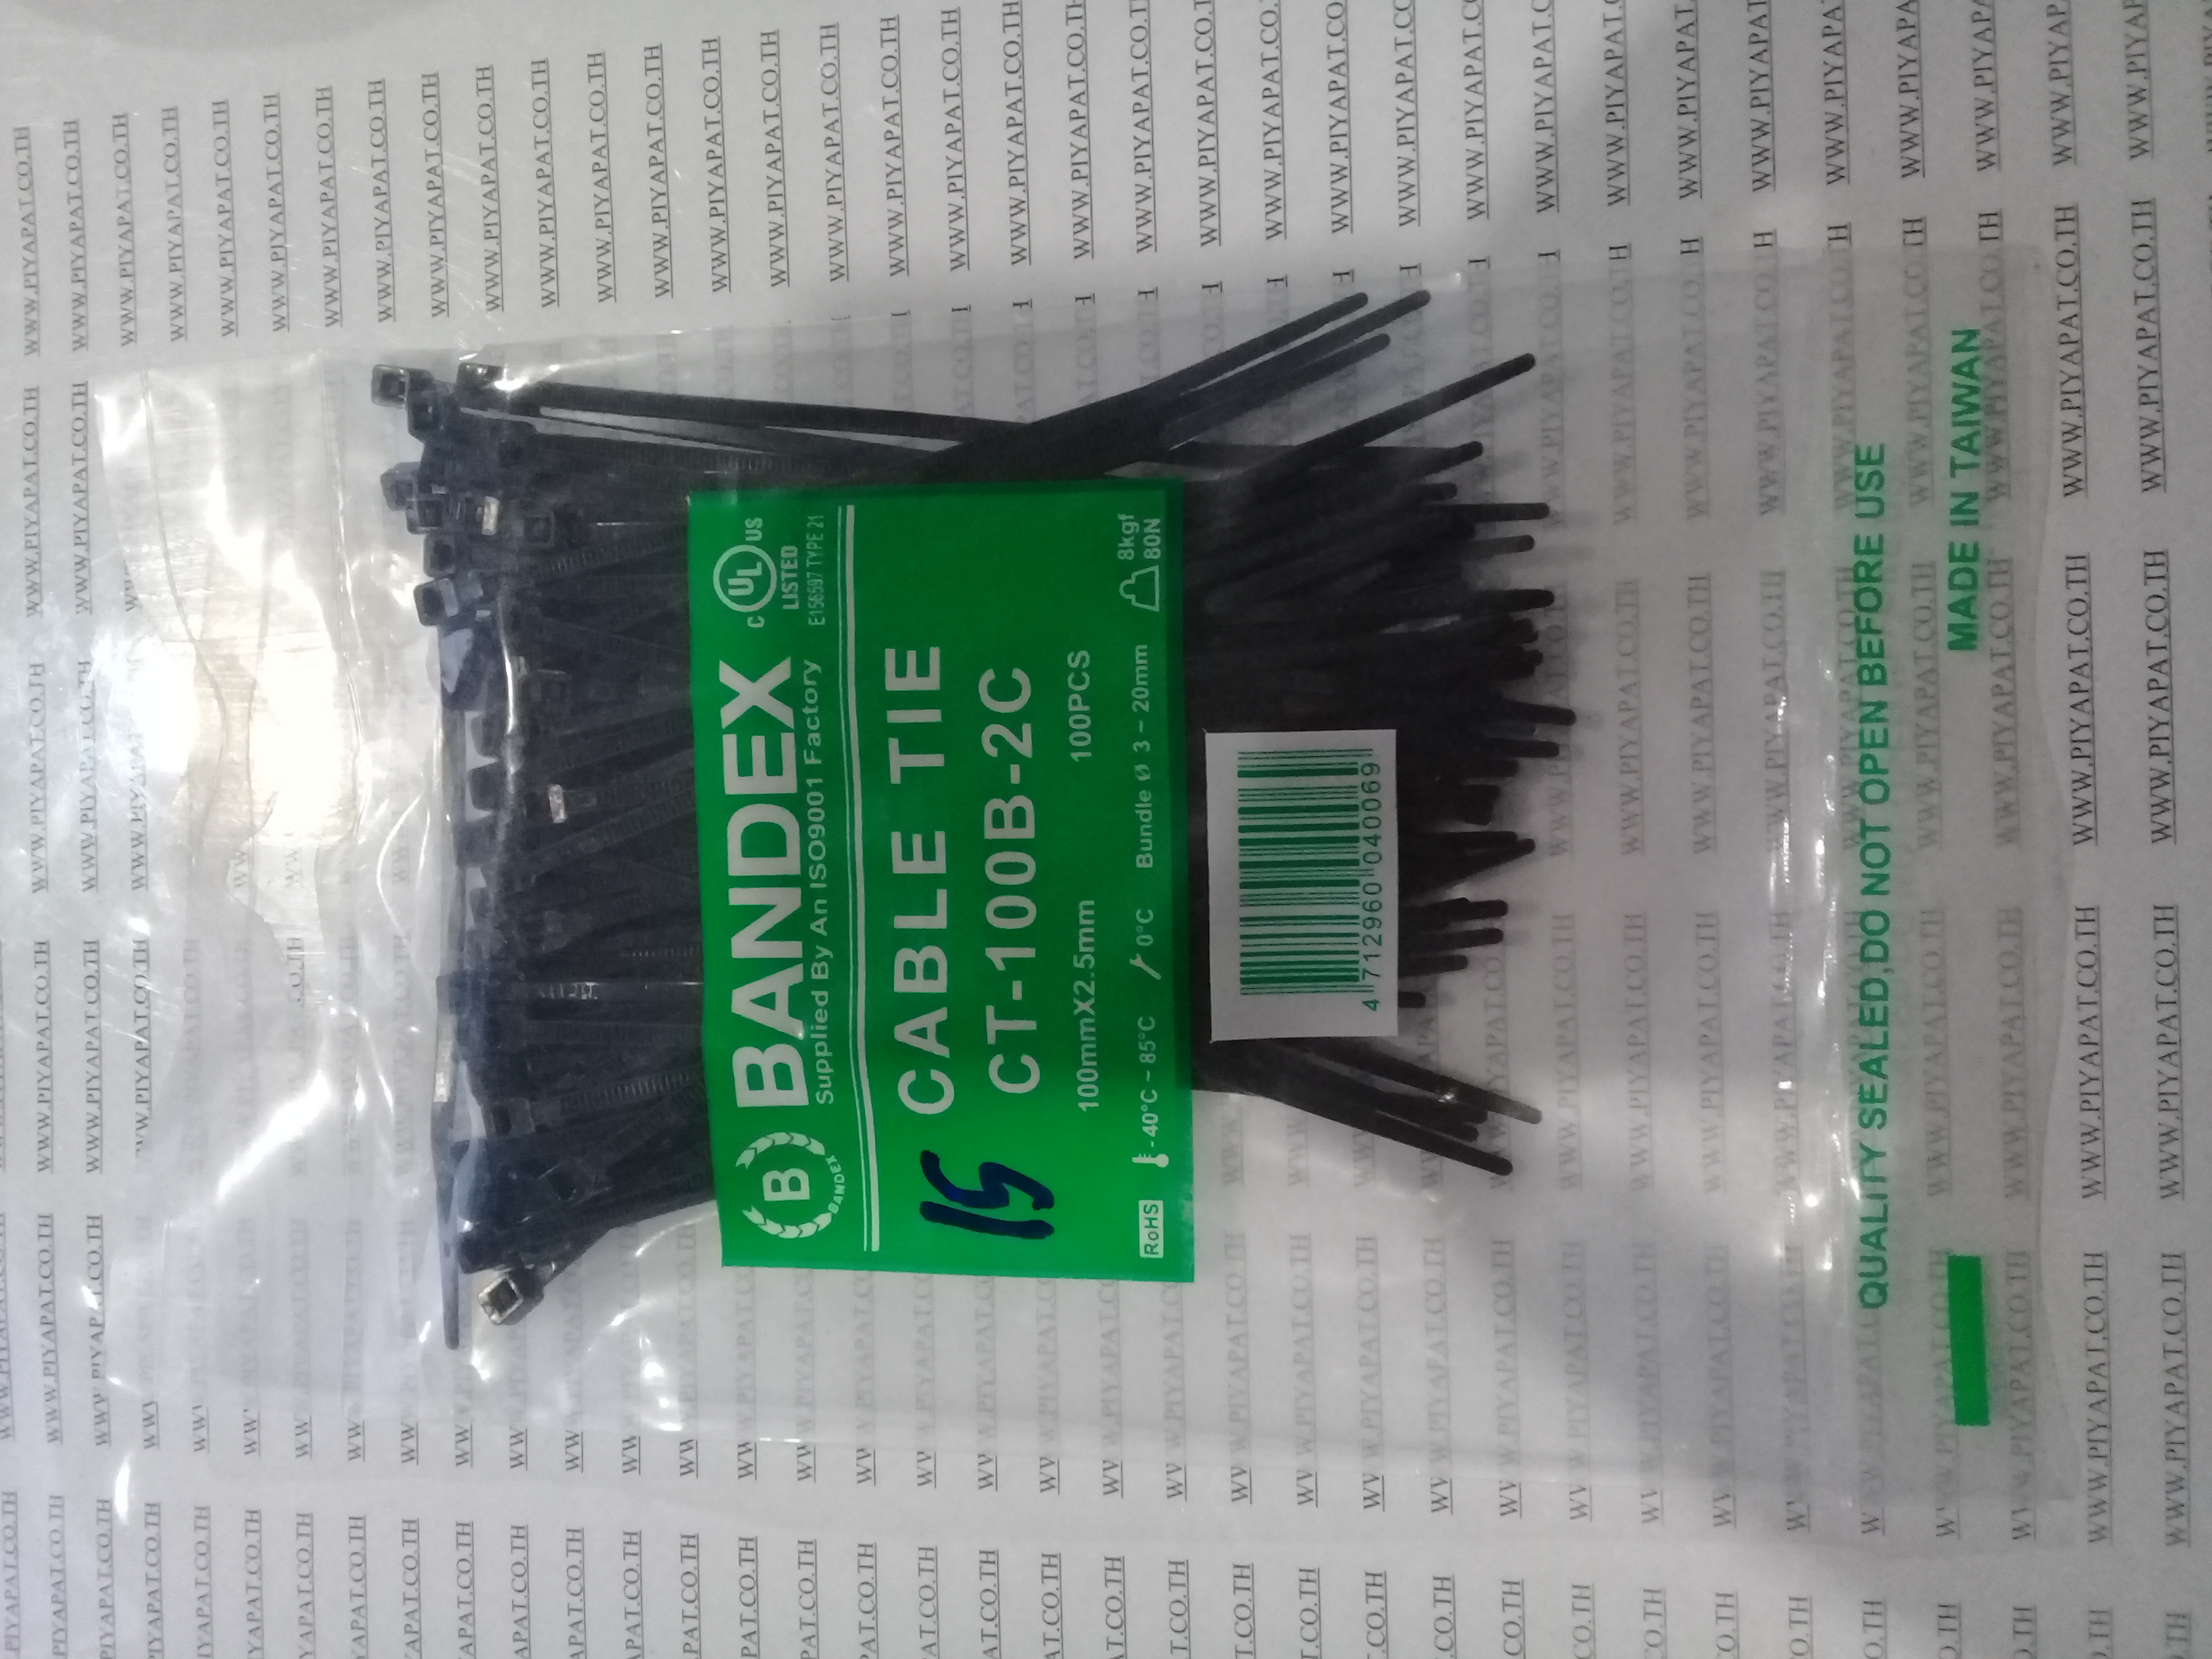 BANDEX
Supplied By An ISO9001 Factory
B
BANDEX
C UL US
LISTED
E156597 TYPE 21
CABLE TIE
CT-100B-2C
15
100mmX2.5mm 100PCS
RoHS -40°C~85°C 0°C Bundle Ø 3~20mm 8kgf
80N
4 712960 040069
QUALITY SEALED,DO NOT OPEN BEFORE USE
MADE IN TAIWAN
WWW.PIYAPAT.CO.TH